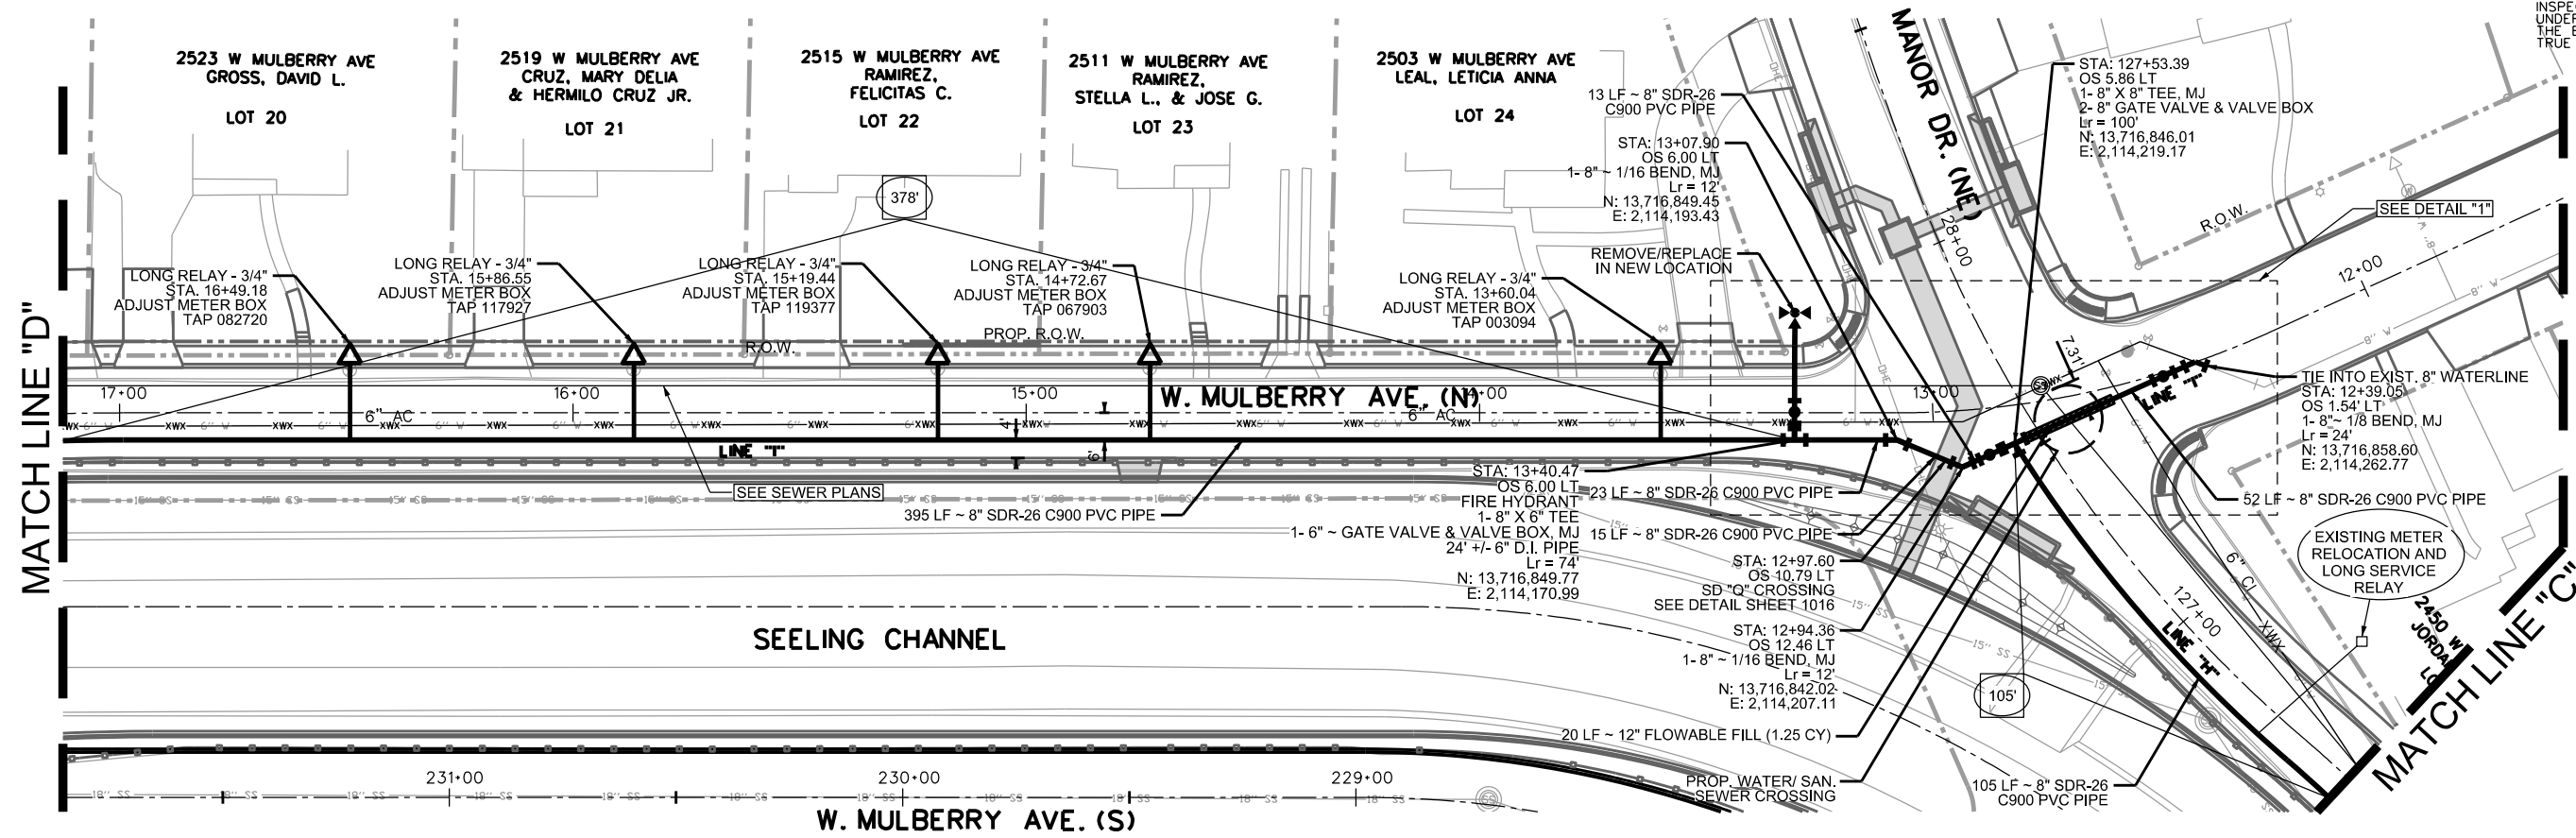 INSPE
UNDER
THE E
TRUE
2523 W MULBERRY AVE
GROSS, DAVID L.
LOT 20
2519 W MULBERRY AVE
CRUZ, MARY DELIA
& HERMILO CRUZ JR.
LOT 21
2515 W MULBERRY AVE
RAMIREZ,
FELICITAS C.
LOT 22
2511 W MULBERRY AVE
RAMIREZ,
STELLA L., & JOSE G.
LOT 23
2503 W MULBERRY AVE
LEAL, LETICIA ANNA
LOT 24
378'
13 LF ~ 8" SDR-26
C900 PVC PIPE
STA: 13+07.90
OS 6.00 LT
1- 8" ~ 1/16 BEND, MJ
Lr = 12'
N: 13,716,849.45
E: 2,114,193.43
REMOVE/REPLACE
IN NEW LOCATION
MANOR DR. (NE)
28+00
STA: 127+53.39
OS 5.86 LT
1- 8" X 8" TEE, MJ
2- 8" GATE VALVE & VALVE BOX
Lr = 100'
N: 13,716,846.01
E: 2,114,219.17
SEE DETAIL "1"
R.O.W.
12+00
8" W
8" W
8" W
LONG RELAY - 3/4"
STA. 16+49.18
ADJUST METER BOX
TAP 082720
LONG RELAY - 3/4"
STA. 15+86.55
ADJUST METER BOX
TAP 117927
LONG RELAY - 3/4"
STA. 15+19.44
ADJUST METER BOX
TAP 119377
LONG RELAY - 3/4"
STA. 14+72.67
ADJUST METER BOX
TAP 067903
LONG RELAY - 3/4"
STA. 13+60.04
ADJUST METER BOX
TAP 003094
PROP. R.O.W.
R.O.W.
OHE
OHE
OHE
MATCH LINE "D"
17+00
16+00
15+00
14+00
13+00
W. MULBERRY AVE. (N)
6" AC
6" AC
4'
6'
LINE "T"
7.31'
LINE "T"
TIE INTO EXIST. 8" WATERLINE
STA: 12+39.05
OS 1.54' LT
1- 8"~ 1/8 BEND, MJ
Lr = 24'
N: 13,716,858.60
E: 2,114,262.77
52 LF ~ 8" SDR-26 C900 PVC PIPE
SEE SEWER PLANS
395 LF ~ 8" SDR-26 C900 PVC PIPE
STA: 13+40.47
OS 6.00 LT
FIRE HYDRANT
1- 8" X 6" TEE
1- 6" ~ GATE VALVE & VALVE BOX, MJ
24' +/- 6" D.I. PIPE
Lr = 74'
N: 13,716,849.77
E: 2,114,170.99
23 LF ~ 8" SDR-26 C900 PVC PIPE
15 LF ~ 8" SDR-26 C900 PVC PIPE
STA: 12+97.60
OS 10.79 LT
SD "Q" CROSSING
SEE DETAIL SHEET 1016
STA: 12+94.36
OS 12.46 LT
1- 8" ~ 1/16 BEND, MJ
Lr = 12'
N: 13,716,842.02
E: 2,114,207.11
20 LF ~ 12" FLOWABLE FILL (1.25 CY)
PROP. WATER/ SAN.
SEWER CROSSING
EXISTING METER
RELOCATION AND
LONG SERVICE
RELAY
6" CI
XWX
127+00
LINE "H"
105'
105 LF ~ 8" SDR-26
C900 PVC PIPE
2450 W
JORDA
LO
MATCH LINE "C"
SEELING CHANNEL
231+00
230+00
229+00
W. MULBERRY AVE. (S)